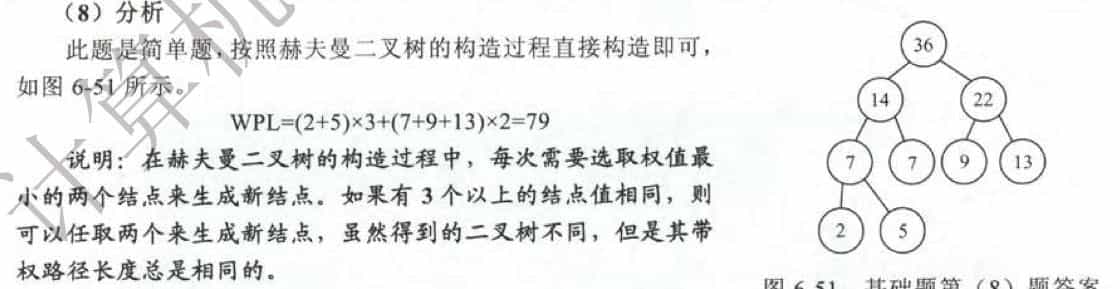 （8）分析
此题是简单题，按照赫夫曼二叉树的构造过程直接构造即可，
如图 6-51 所示。
WPL=(2+5)×3+(7+9+13)×2=79
说明：在赫夫曼二叉树的构造过程中，每次需要选取权值最
小的两个结点来生成新结点。如果有 3 个以上的结点值相同，则
可以任取两个来生成新结点，虽然得到的二叉树不同，但是其带
权路径长度总是相同的。
计算机
36
14 22
7 7 9 13
2 5
图 6-51 基础题第（8）题答案